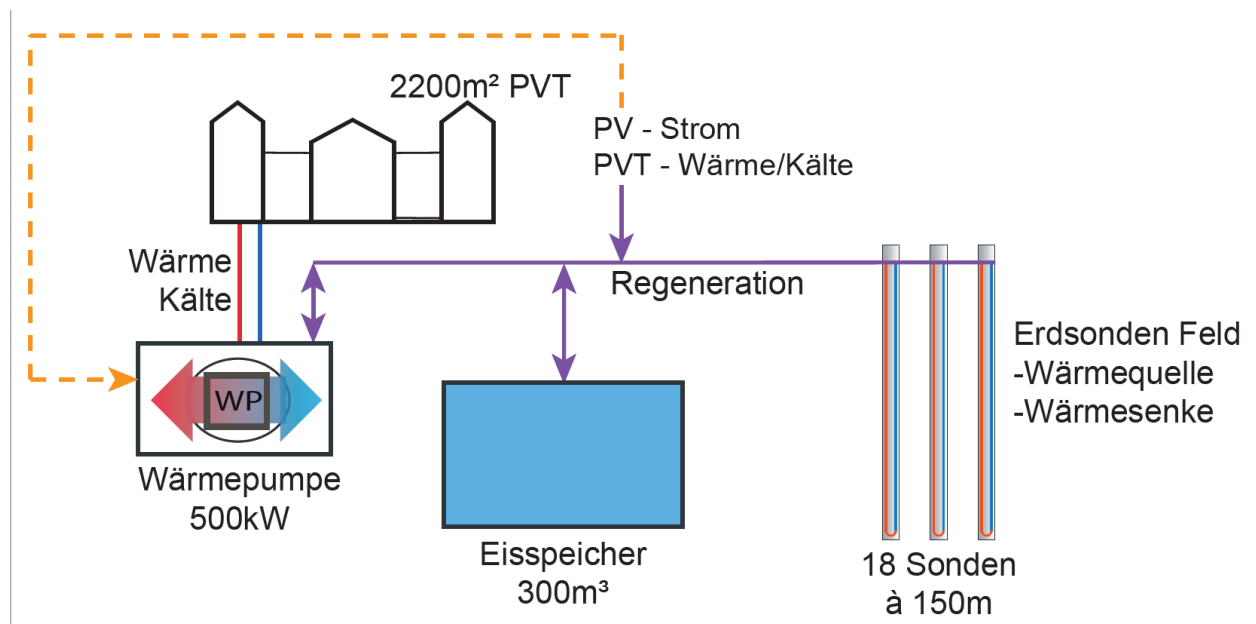 2200m² PVT
PV - Strom
PVT - Wärme/Kälte
Wärme
Kälte
Regeneration
Erdsonden Feld
-Wärmequelle
-Wärmesenke
WP
Wärmepumpe
500kW
Eisspeicher
300m³
18 Sonden
à 150m